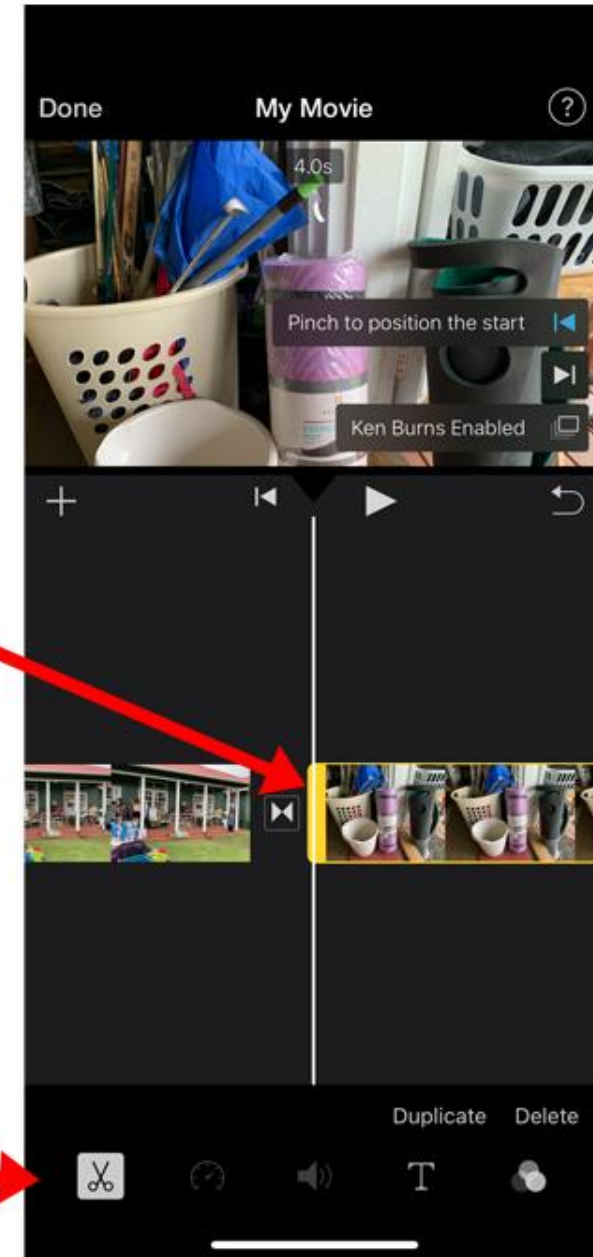 Done My Movie ?
4.0s
Pinch to position the start
Ken Burns Enabled
Duplicate Delete
T